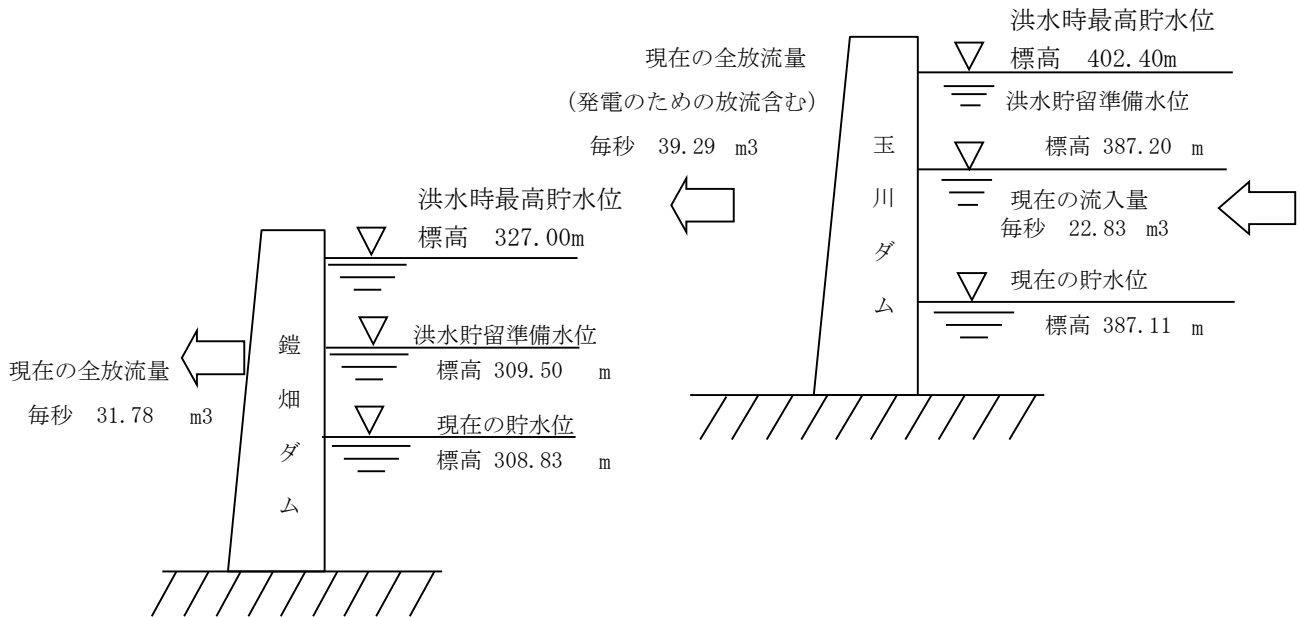 洪水時最高貯水位
標高 402.40m
現在の全放流量
(発電のための放流含む)
毎秒 39.29 m3
洪水貯留準備水位
標高 387.20 m
現在の流入量
毎秒 22.83 m3
現在の貯水位
標高 387.11 m
玉川ダム
洪水時最高貯水位
標高 327.00m
洪水貯留準備水位
標高 309.50 m
現在の貯水位
標高 308.83 m
鎧畑ダム
現在の全放流量
毎秒 31.78 m3